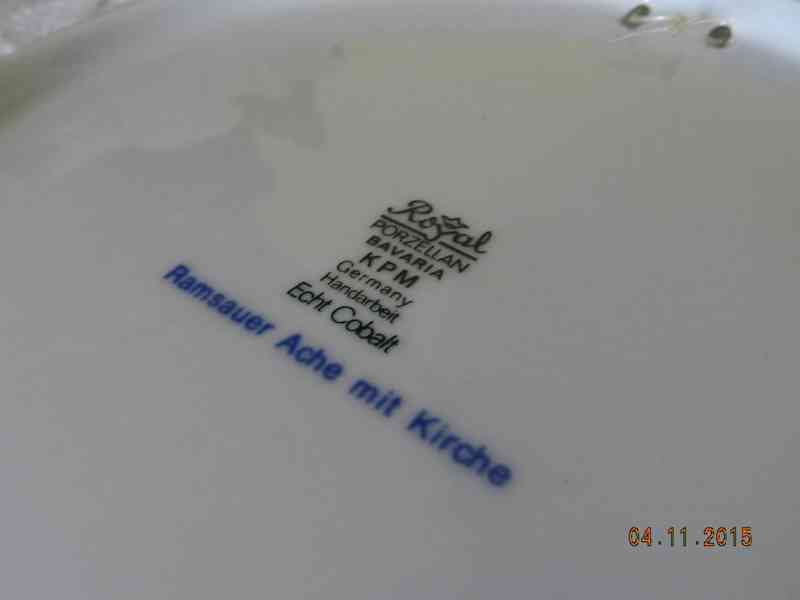 Royal
PORZELLAN
BAVARIA
KPM
Germany
Handarbeit
Echt Cobalt
Ramsauer Ache mit Kirche
04.11.2015